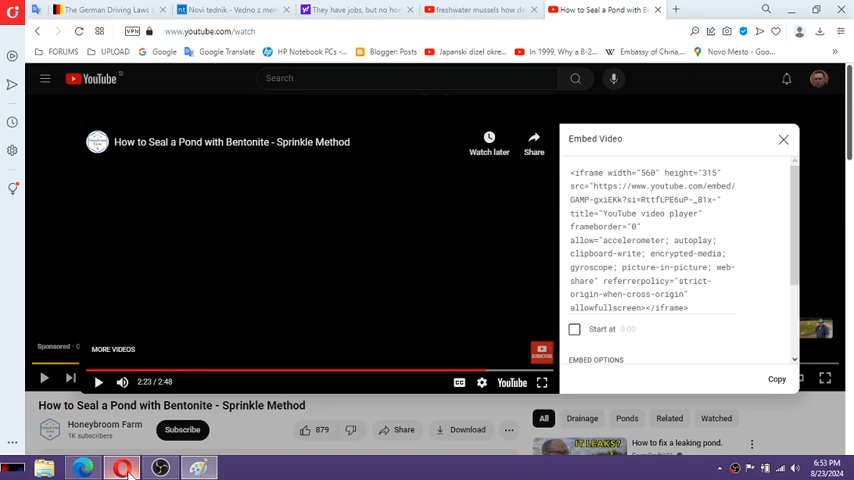 The German Driving Laws a
Novi tednik - Vedno z me
They have jobs, but no ho
freshwater mussels how de
How to Seal a Pond with Be
VPN
www.youtube.com/watch
FORUMS
UPLOAD
Google
Google Translate
HP Notebook PCs -...
Blogger: Posts
Japanski dizel okre...
In 1999, Why a B-2...
Embassy of China,...
Novo Mesto - Goo...
YouTube
SI
Search
How to Seal a Pond with Bentonite - Sprinkle Method
Watch later
Share
Embed Video
<iframe width="560" height="315"
src="https://www.youtube.com/embed/
GAMP-gxiEKk?si=RttfLPE6uP-_81x-"
title="YouTube video player"
frameborder="0"
allow="accelerometer; autoplay;
clipboard-write; encrypted-media;
gyroscope; picture-in-picture; web-
share" referrerpolicy="strict-
origin-when-cross-origin"
allowfullscreen></iframe>
Start at 0:00
EMBED OPTIONS
Copy
Sponsored
MORE VIDEOS
SUBSCRIBE
2:23 / 2:48
CC
YouTube
How to Seal a Pond with Bentonite - Sprinkle Method
Honeybroom Farm
1K subscribers
Subscribe
879
Share
Download
All
Drainage
Ponds
Related
Watched
IT LEAKS?
How to fix a leaking pond.
6:53 PM
8/23/2024